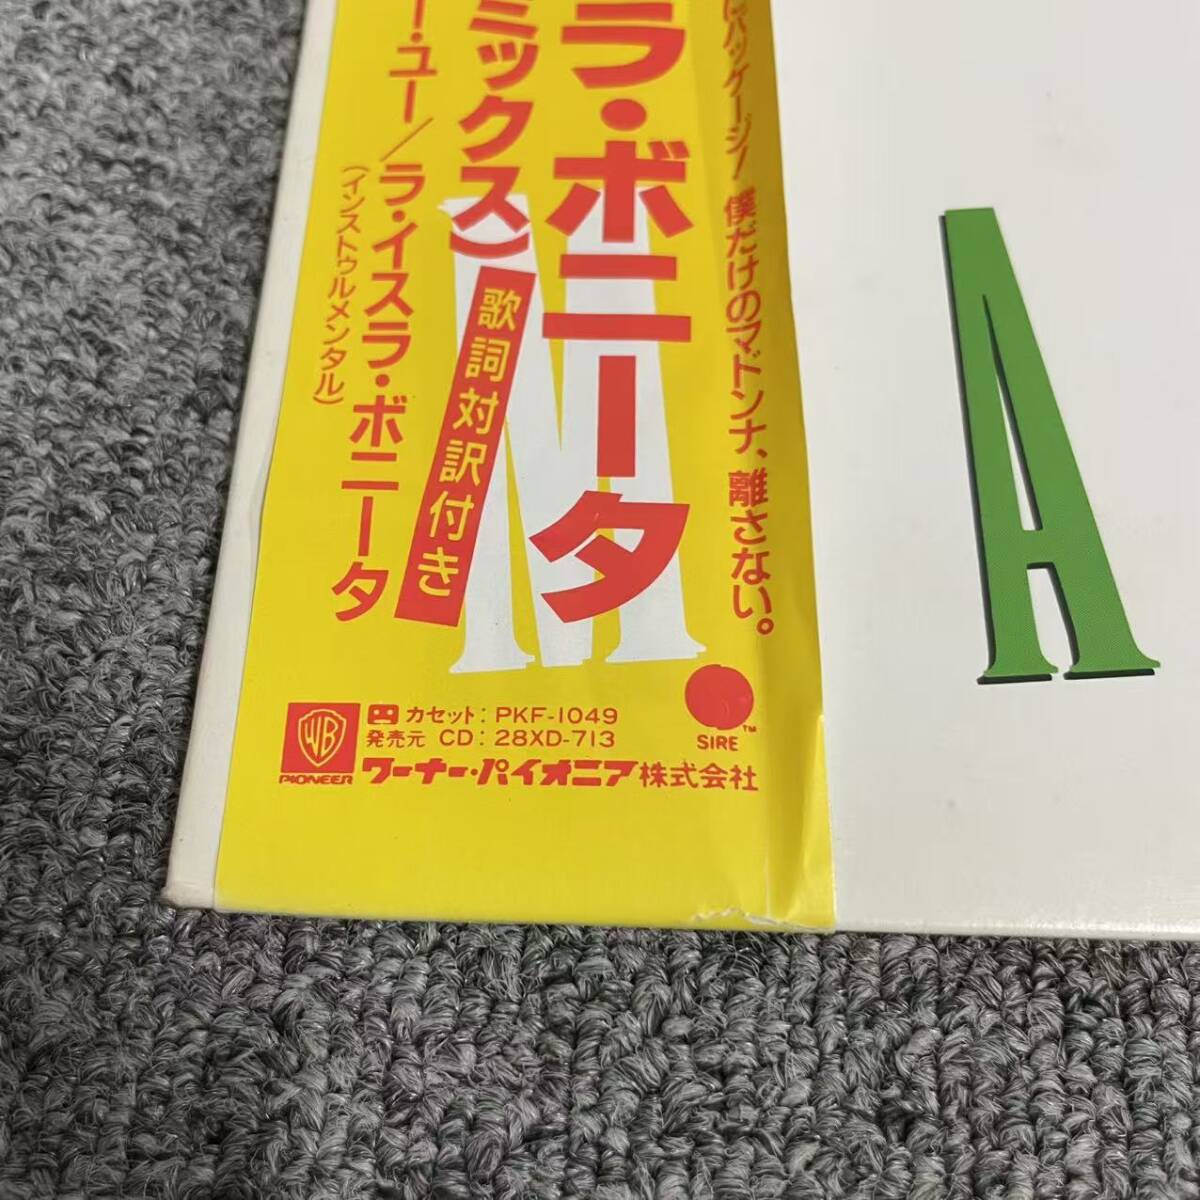 にパッケージ! 僕だけのマドンナ、離さない。
ラ・ボニータ
ミックス)
歌詞対訳付き
ー・ユー/ラ・イスラ・ボニータ
(インストゥルメンタル)
M
A
WB
PIONEER
カセット: PKF-1049
発売元 CD: 28XD-713
ワーナー・パイオニア株式会社
SIRE™